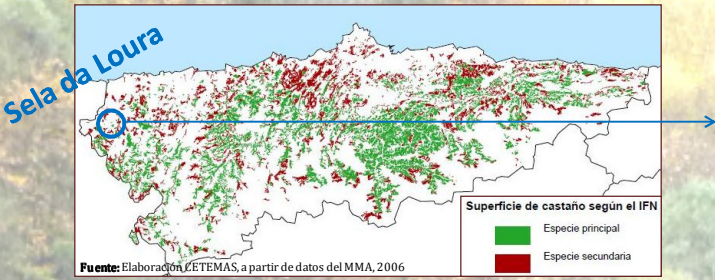 Sela da Loura
Superficie de castaño según el IFN
Especie principal
Especie secundaria
Fuente: Elaboración CETEMAS, a partir de datos del MMA, 2006